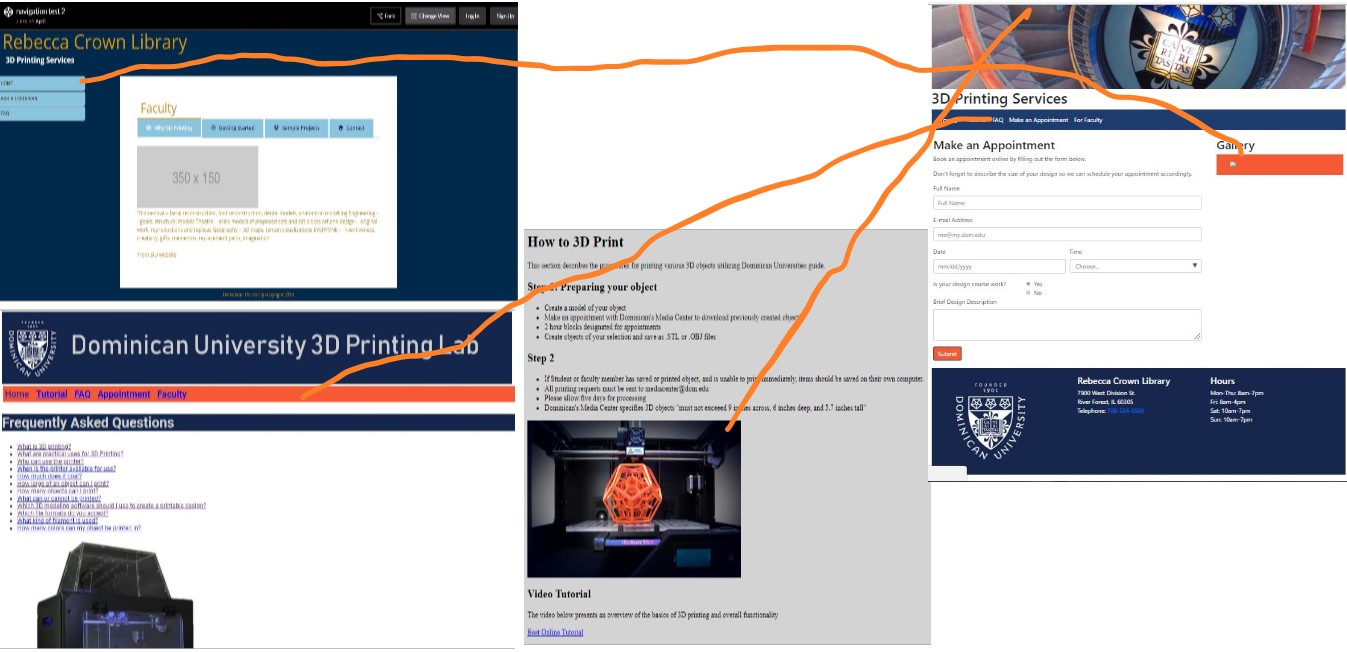 navigation test 2
Fork
Change View
Log In
Sign Up
Rebecca Crown Library
3D Printing Services
HOME
FAQ
Faculty
Why 3D Printing
Getting Started
Sample Projects
Contact
350 x 150
FOUNDED
1901
DOMINICAN
UNIVERSITY
Dominican University 3D Printing Lab
Home Tutorial FAQ Appointment Faculty
Frequently Asked Questions
What is 3D printing?
What are practical uses for 3D Printing?
Who can use the printer?
When is the printer available for use?
How much does it cost?
How large of an object can I print?
How many objects can I print?
What can or cannot be printed?
Which 3D modeling software should I use to create a printable design?
Which file formats do you accept?
What kind of filament is used?
How many colors can my object be printed in?
How to 3D Print
This section describes the procedures for printing various 3D objects utilizing Dominican Universities guide.
Preparing your object
Create a model of your object
Make an appointment with Dominican's Media Center to download previously created objects
2 hour blocks designated for appointments
Create objects of your selection and save as .STL or .OBJ files
Step 2
If Student or faculty member has saved or printed object, and is unable to print immediately, items should be saved on their own computer.
All printing requests must be sent to mediacenter@dom.edu
Please allow five days for processing
Dominican's Media Center specifies 3D objects "must not exceed 9 inches across, 6 inches deep, and 5.7 inches tall"
Video Tutorial
The video below presents an overview of the basics of 3D printing and overall functionality
Best Online Tutorial
CA VE
RI RI
TAS TAS
3D Printing Services
FAQ Make an Appointment For Faculty
Make an Appointment
Book an appointment online by filling out the form below.
Don't forget to describe the size of your design so we can schedule your appointment accordingly.
Full Name
Full Name
E-mail Address
me@my.dom.edu
Date Time
mm/dd/yyyy Choose...
Is your design course work? Yes
No
Brief Design Description
Submit
Gallery
FOUNDED
1901
DOMINICAN
UNIVERSITY
Rebecca Crown Library
7900 West Division St.
River Forest, IL 60305
Telephone: 708-524-6500
Hours
Mon-Thu: 8am-7pm
Fri: 8am-4pm
Sat: 10am-7pm
Sun: 10am-7pm